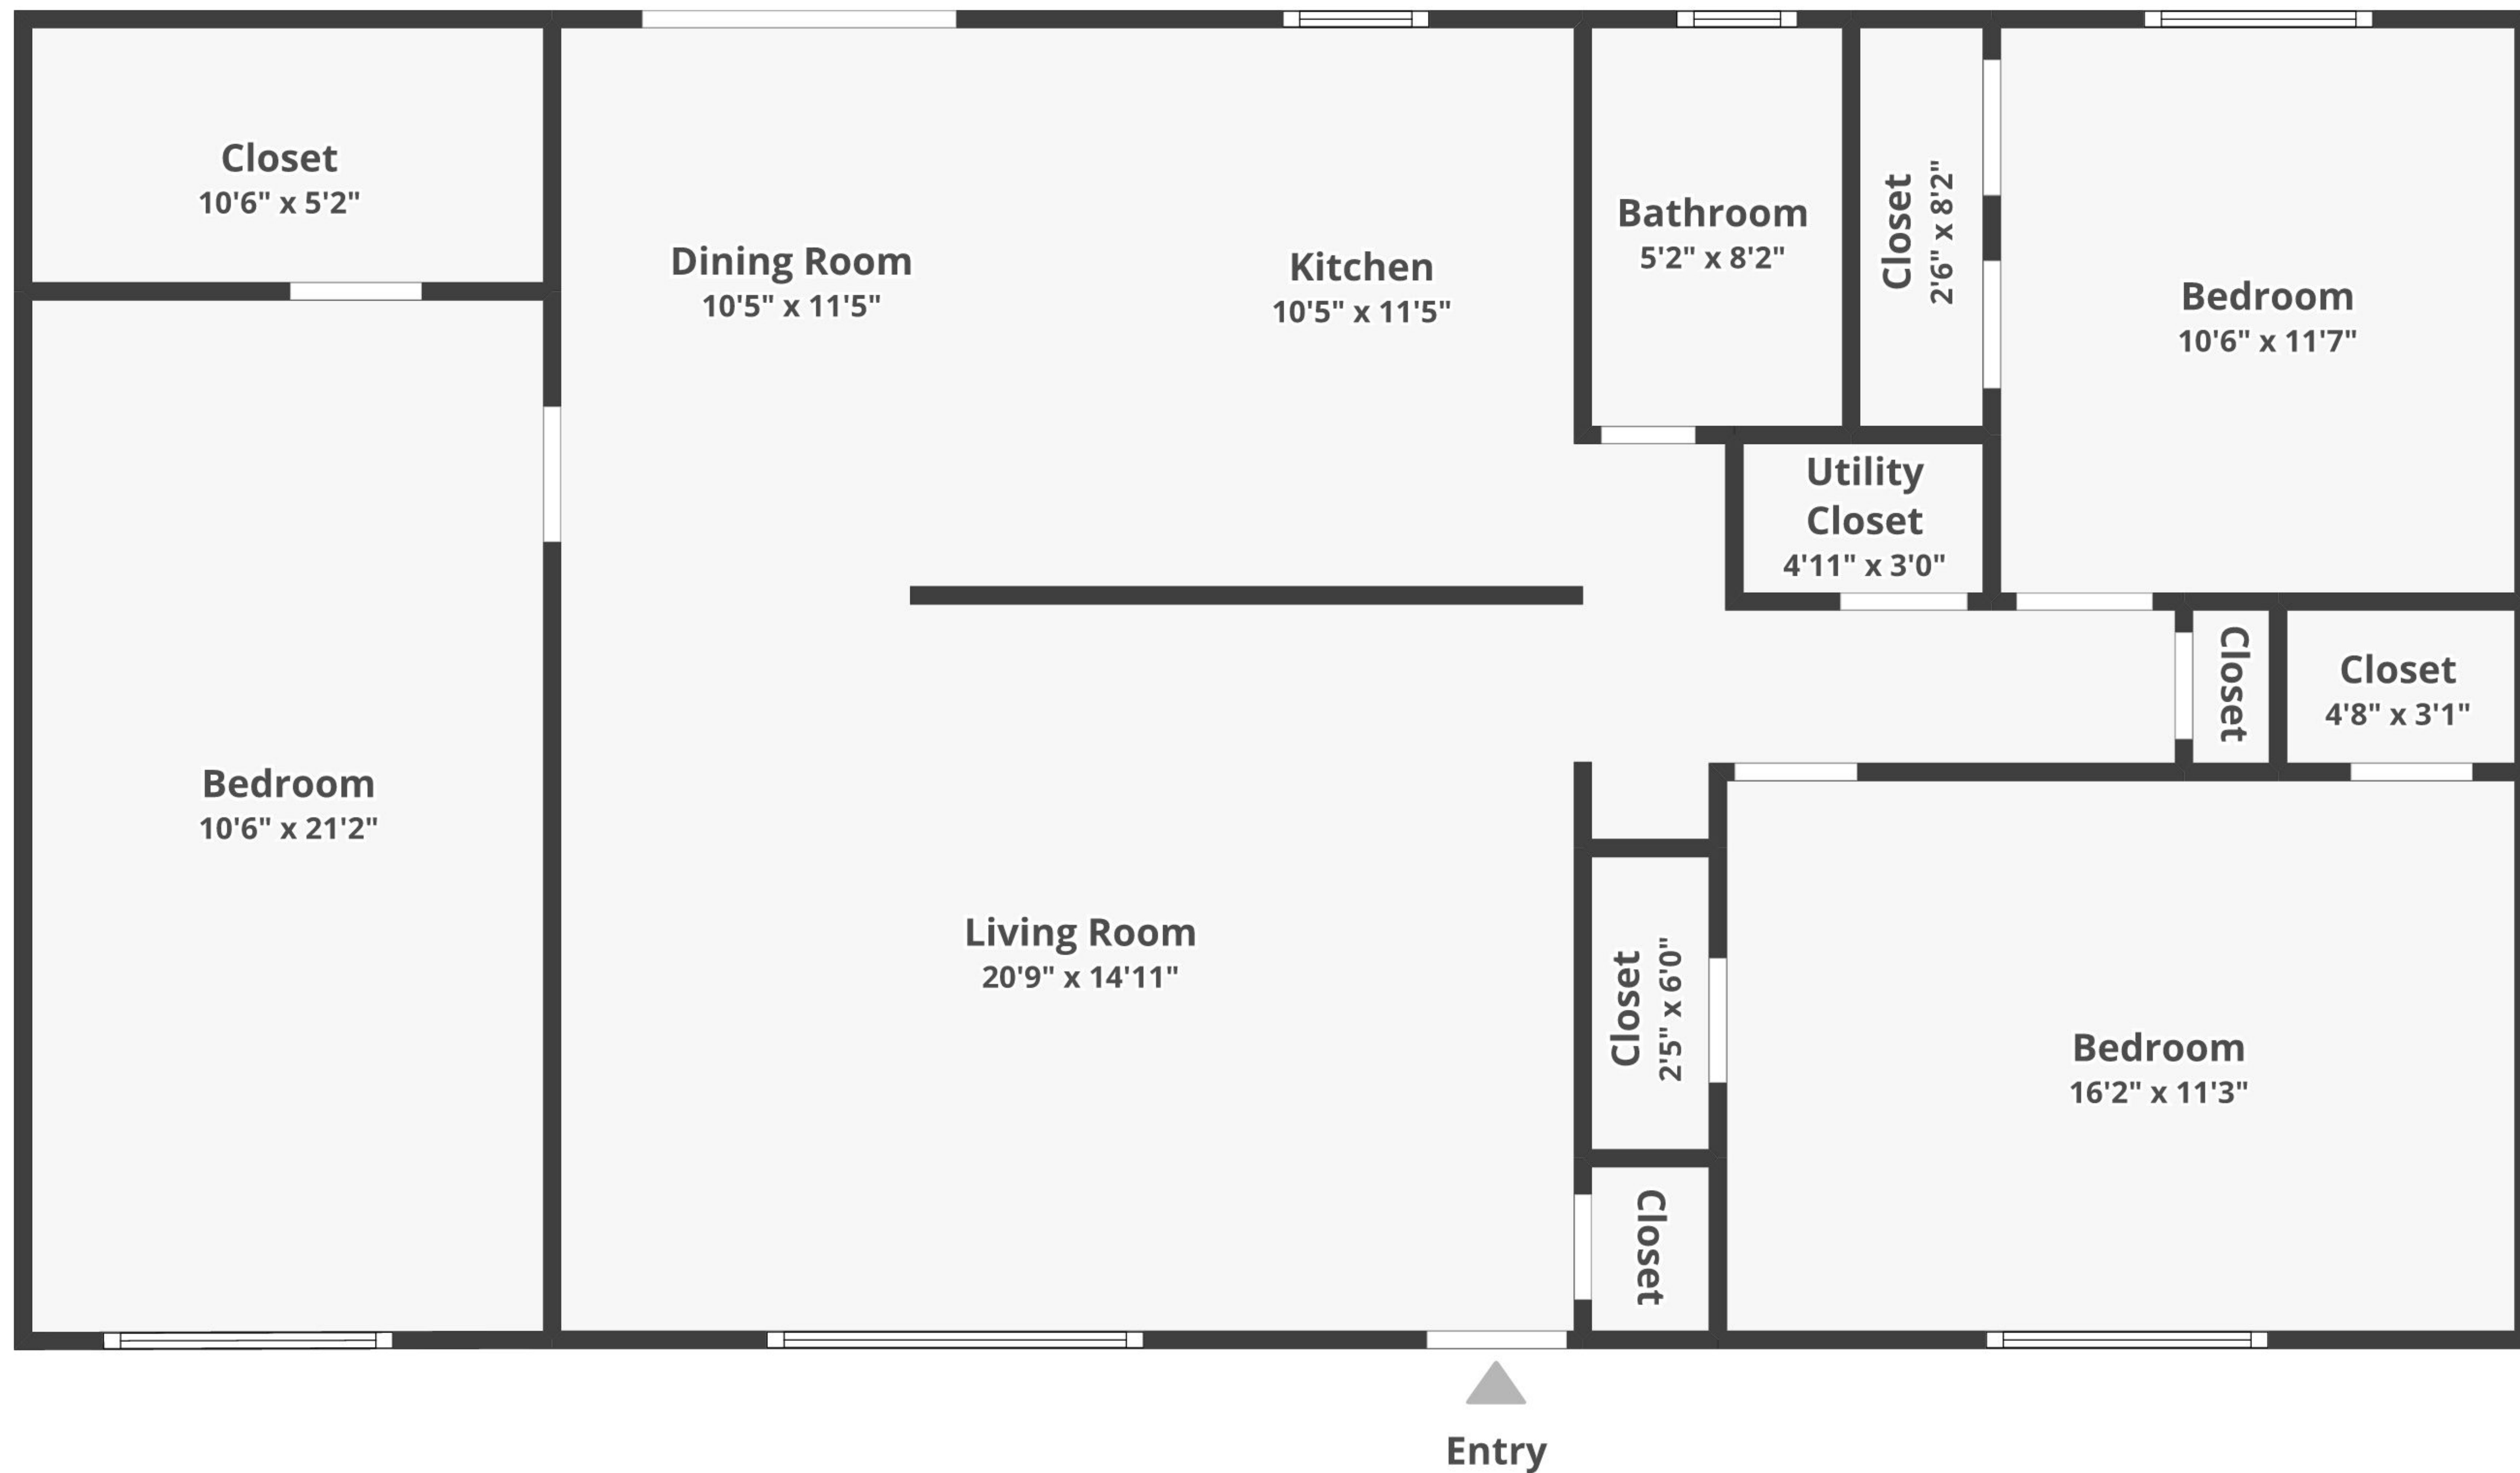 Closet
10'6" x 5'2"
Dining Room
10'5" x 11'5"
Kitchen
10'5" x 11'5"
Bathroom
5'2" x 8'2"
Closet
2'6" x 8'2"
Bedroom
10'6" x 11'7"
Utility
Closet
4'11" x 3'0"
Closet
Closet
4'8" x 3'1"
Bedroom
10'6" x 21'2"
Living Room
20'9" x 14'11"
Closet
2'5" x 6'0"
Bedroom
16'2" x 11'3"
Closet
Entry